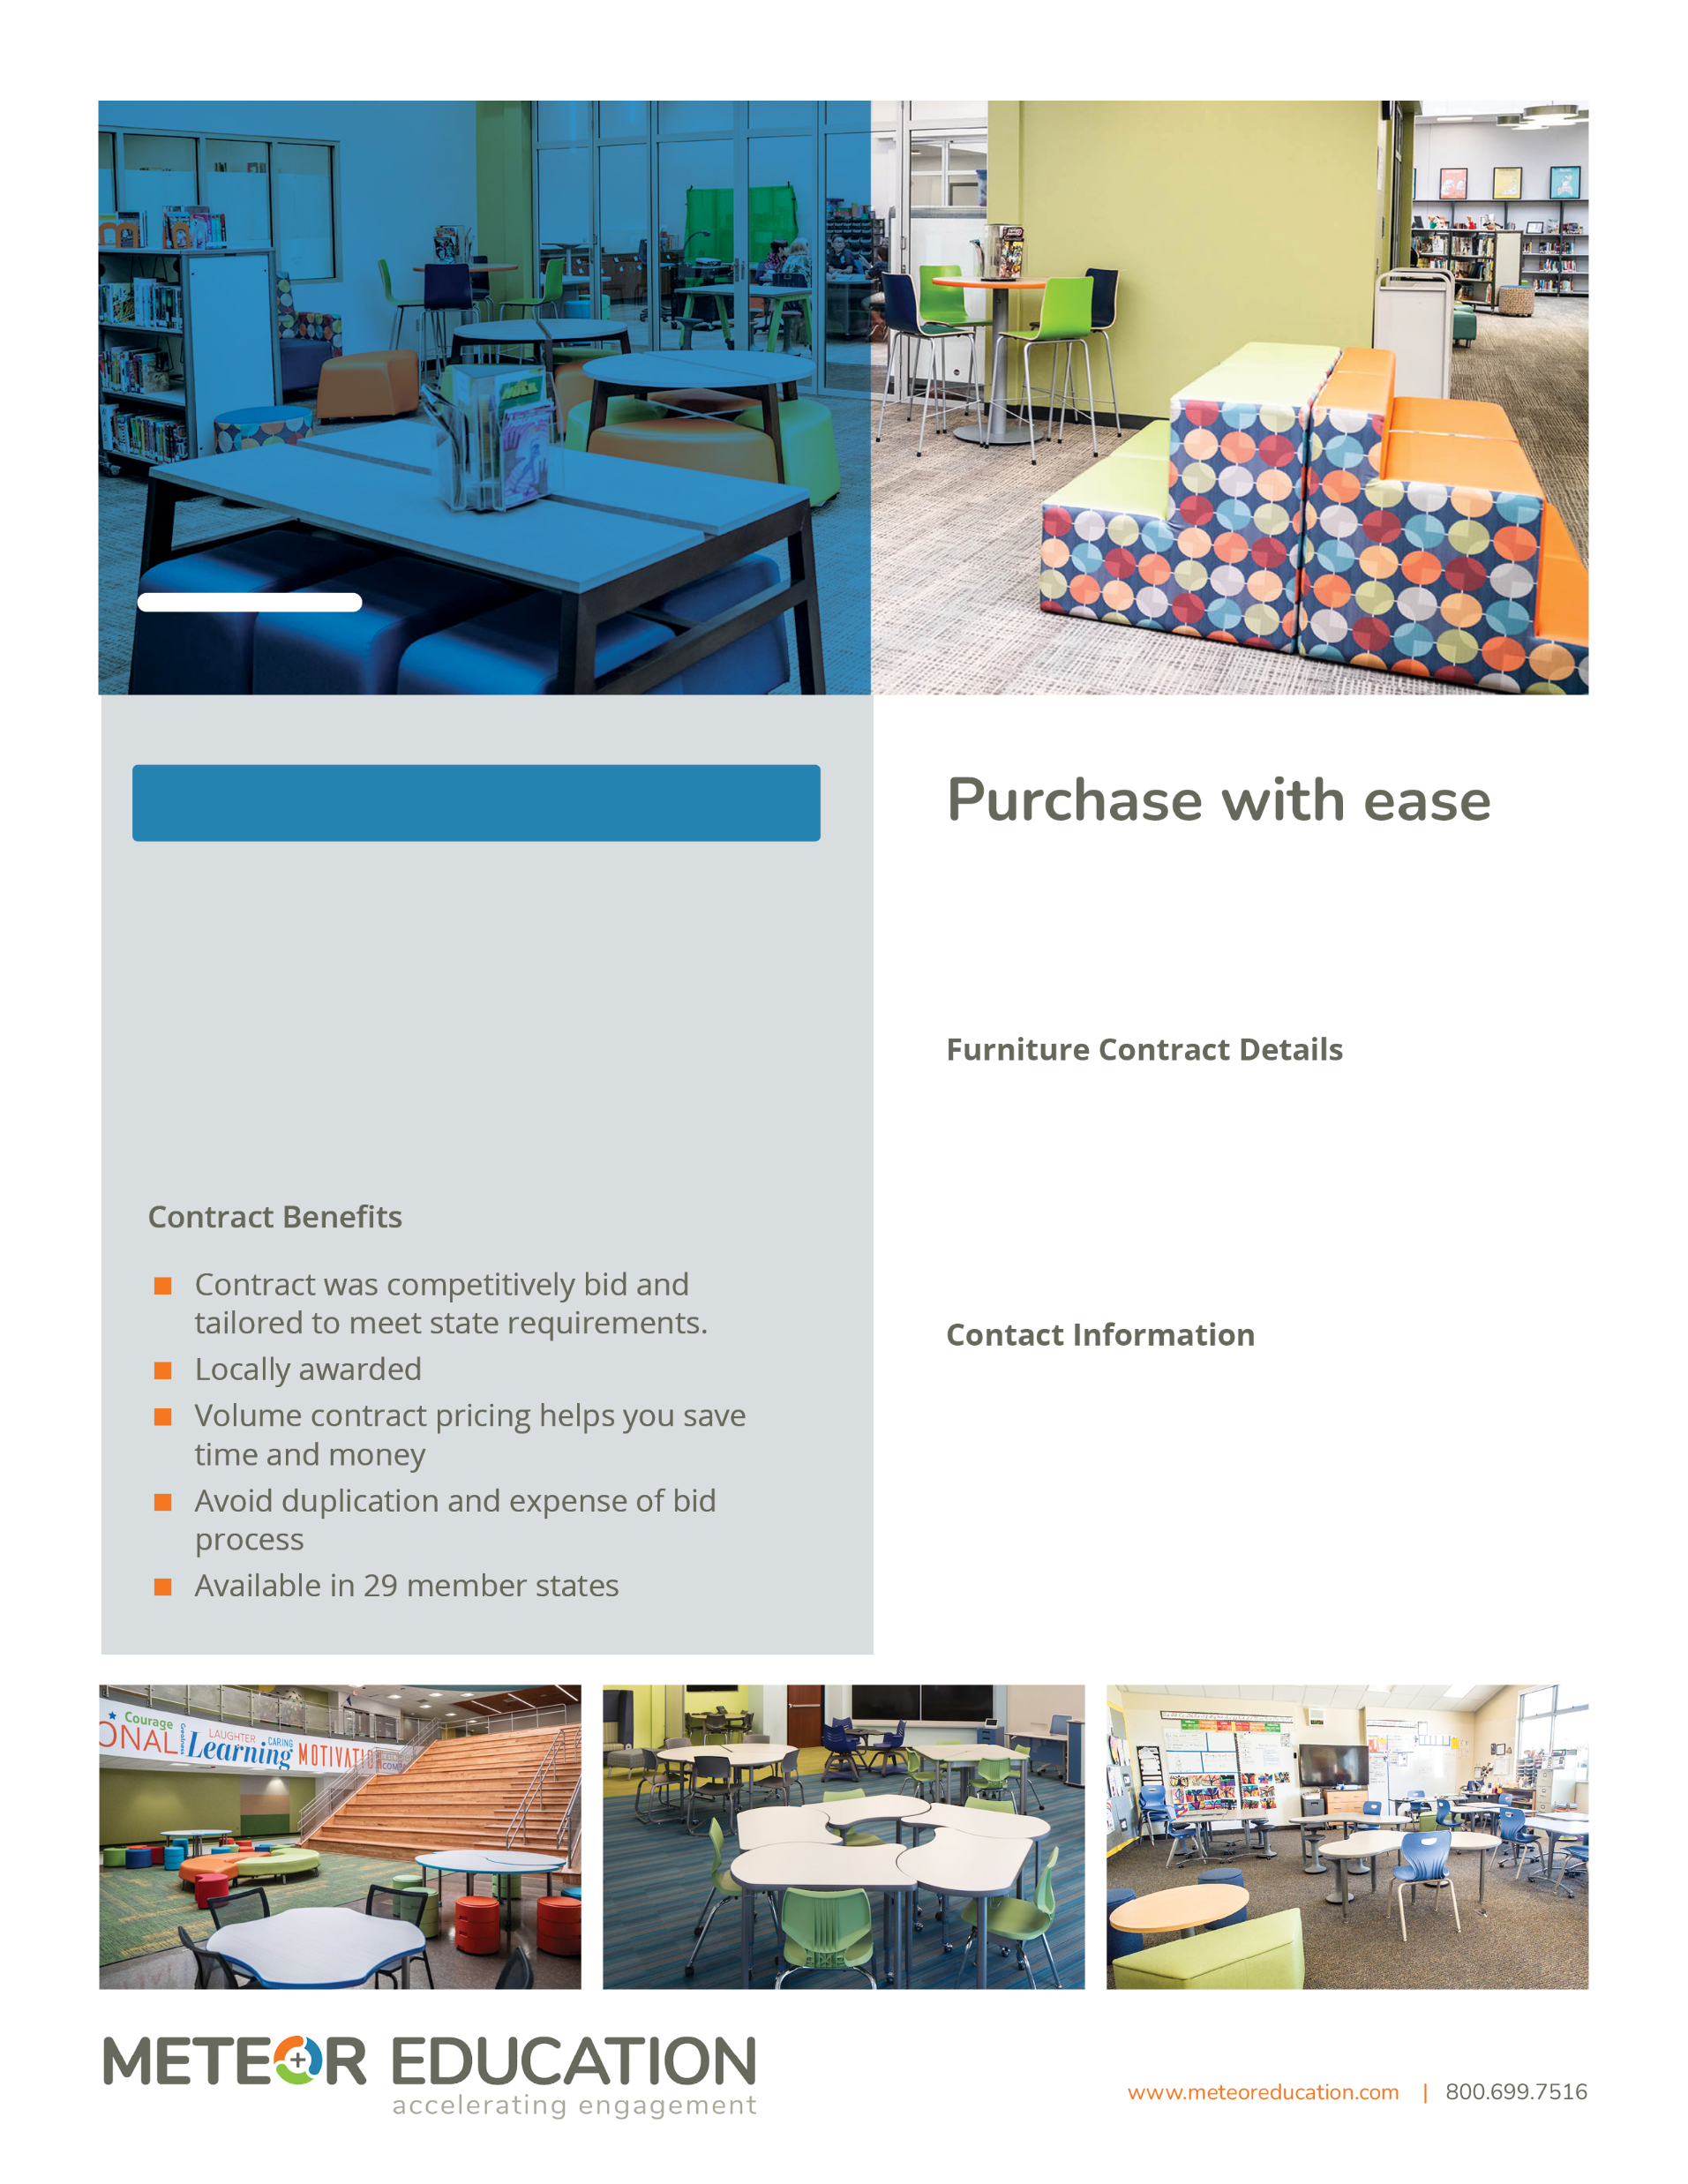 Purchase with ease
Furniture Contract Details
Contact Information
Contract Benefits
Contract was competitively bid and
tailored to meet state requirements.
Locally awarded
Volume contract pricing helps you save
time and money
Avoid duplication and expense of bid
process
Available in 29 member states
Courage
ONAL
Learning
LAUGHTER
CARING
MOTIVATI
METEOR EDUCATION
accelerating engagement
www.meteoreducation.com | 800.699.7516